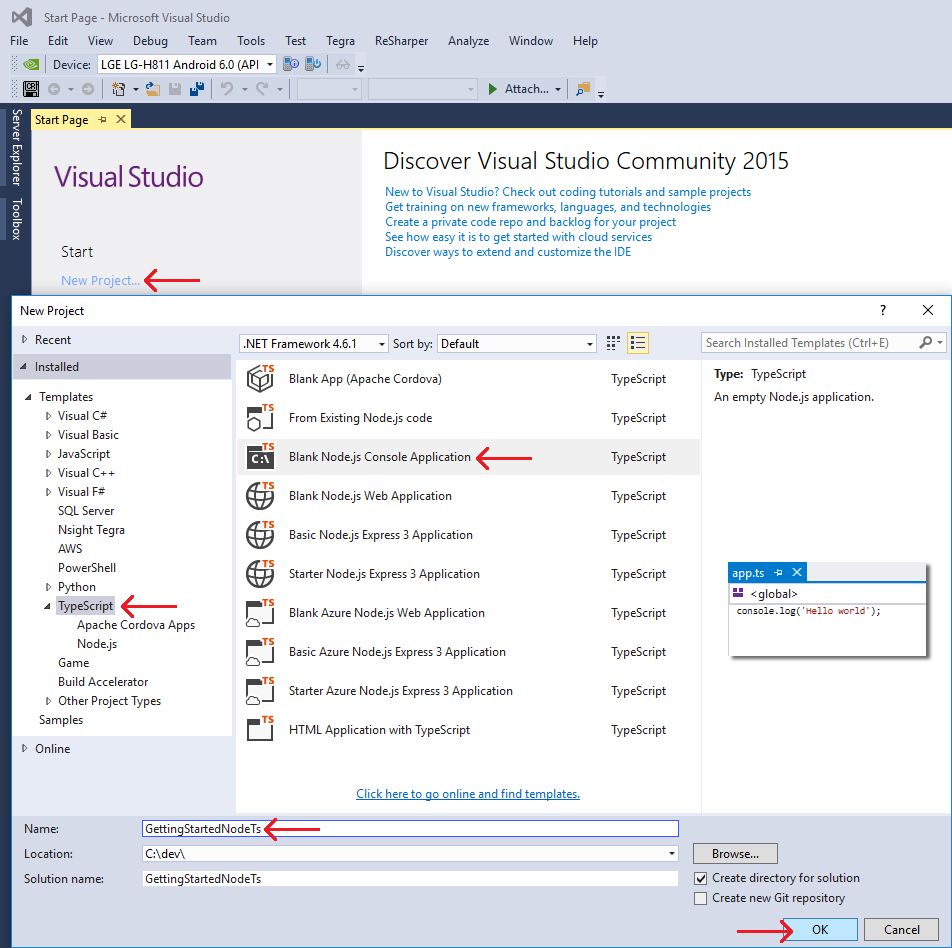 Start Page - Microsoft Visual Studio
File Edit View Debug Team Tools Test Tegra ReSharper Analyze Window Help
Device: LGE LG-H811 Android 6.0 (API
Attach...
Server Explorer
Toolbox
Start Page
Visual Studio
Start
New Project...
Discover Visual Studio Community 2015
New to Visual Studio? Check out coding tutorials and sample projects
Get training on new frameworks, languages, and technologies
Create a private code repo and backlog for your project
See how easy it is to get started with cloud services
Discover ways to extend and customize the IDE
New Project
?
Recent
Installed
Templates
Visual C#
Visual Basic
JavaScript
Visual C++
Visual F#
SQL Server
Nsight Tegra
AWS
PowerShell
Python
TypeScript
Apache Cordova Apps
Node.js
Game
Build Accelerator
Other Project Types
Samples
Online
.NET Framework 4.6.1 Sort by: Default
TS Blank App (Apache Cordova) TypeScript
TS From Existing Node.js code TypeScript
TS C:\ Blank Node.js Console Application TypeScript
TS Blank Node.js Web Application TypeScript
TS Basic Node.js Express 3 Application TypeScript
TS Starter Node.js Express 3 Application TypeScript
TS Blank Azure Node.js Web Application TypeScript
TS Basic Azure Node.js Express 3 Application TypeScript
TS Starter Azure Node.js Express 3 Application TypeScript
TS HTML Application with TypeScript TypeScript
Click here to go online and find templates.
Search Installed Templates (Ctrl+E)
Type: TypeScript
An empty Node.js application.
app.ts
<global>
console.log('Hello world');
Name: GettingStartedNodeTs
Location: C:\dev\ Browse...
Solution name: GettingStartedNodeTs
Create directory for solution
Create new Git repository
OK Cancel